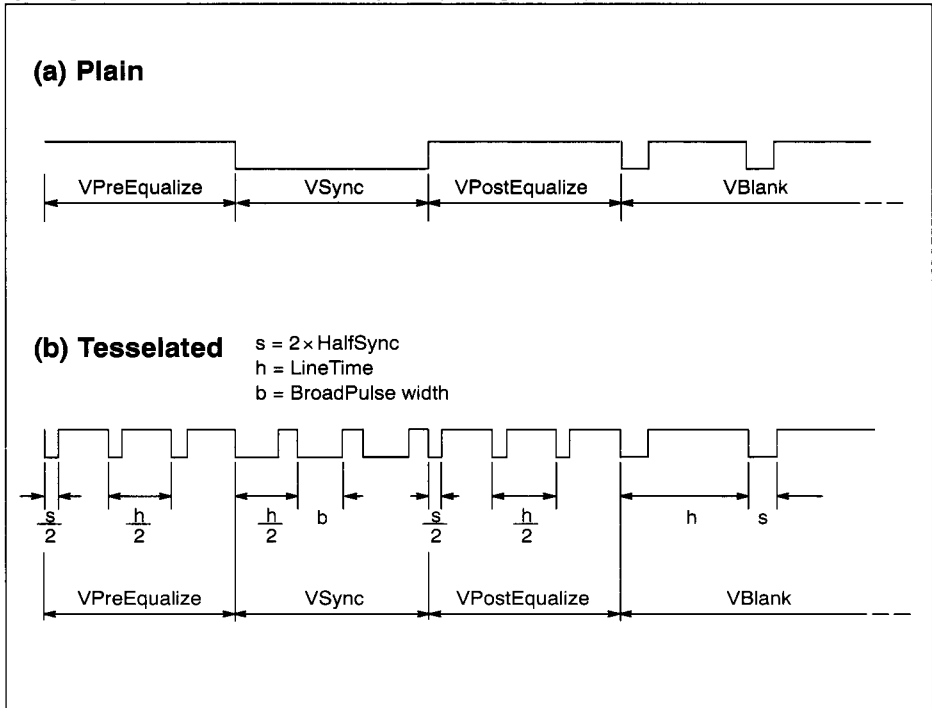 (a) Plain
VPreEqualize VSync VPostEqualize VBlank
(b) Tesselated
s = 2 × HalfSync
h = LineTime
b = BroadPulse width
s/2 h/2 h/2 b s/2 h/2 h s
VPreEqualize VSync VPostEqualize VBlank